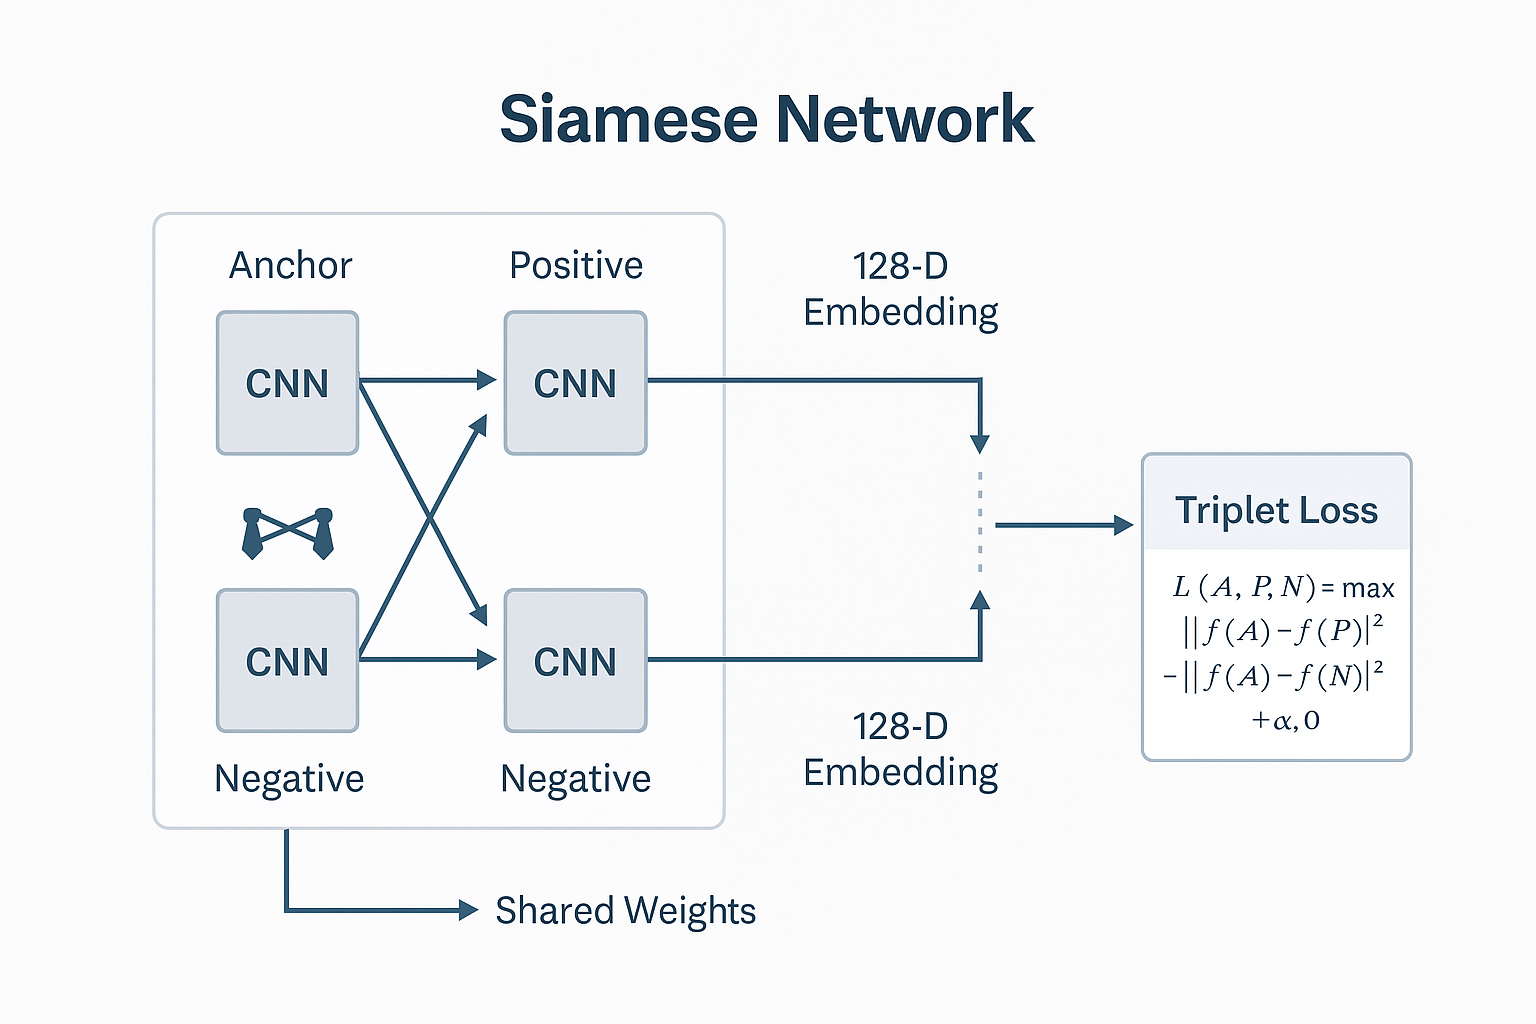 Siamese Network
Anchor
Positive
128-D
Embedding
CNN
CNN
Triplet Loss
L (A, P, N) = max
||f(A)−f(P)|²
−||f(A)−f(N)|²
+α, 0
CNN
CNN
128-D
Embedding
Negative
Negative
Shared Weights